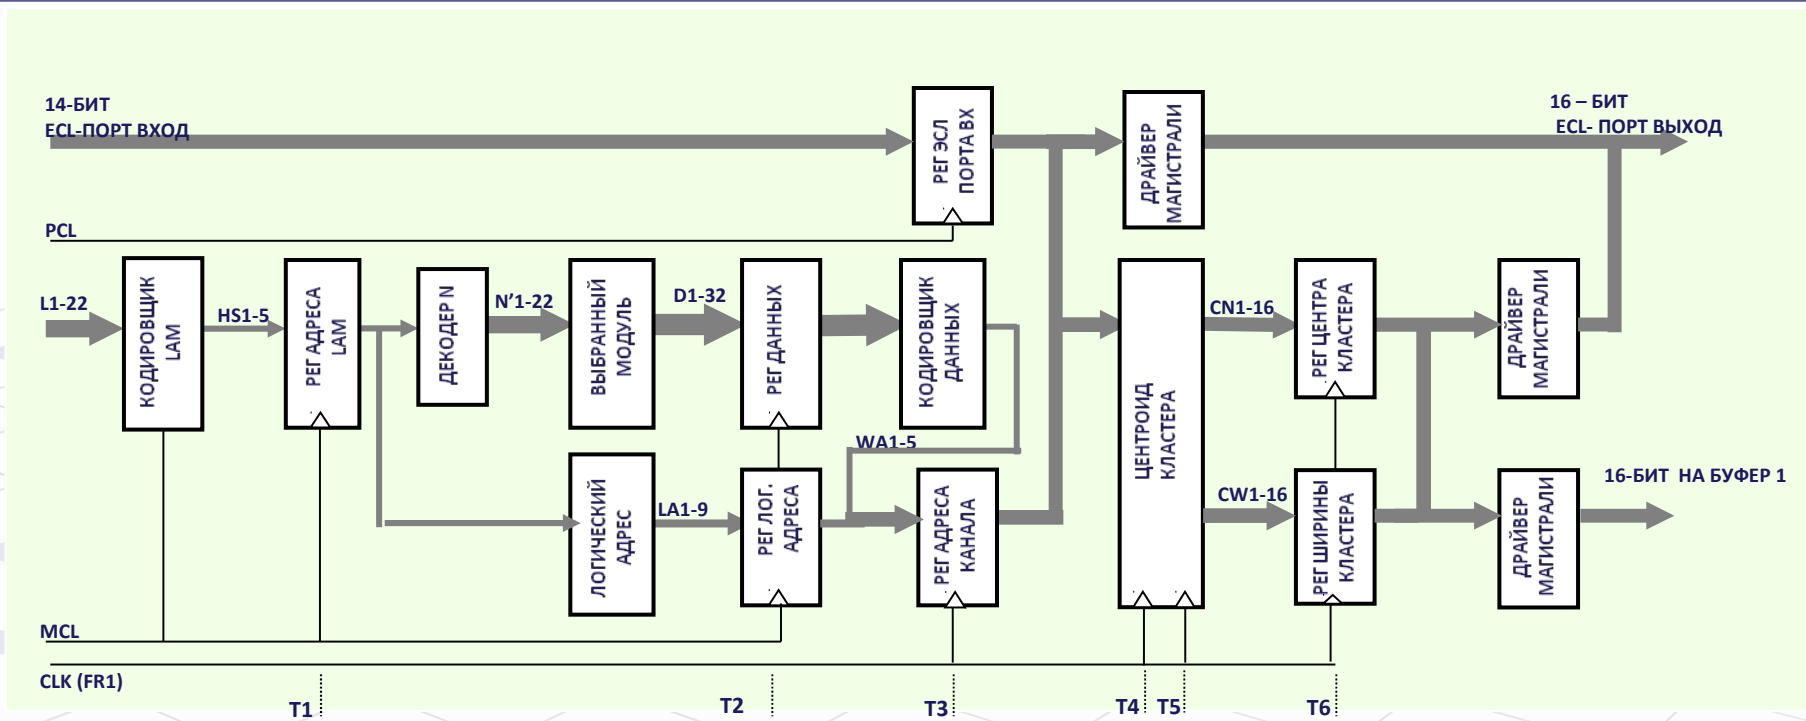 14-БИТ
ECL-ПОРТ ВХОД
РЕГ ЭСЛ
ПОРТА ВХ
ДРАЙВЕР
МАГИСТРАЛИ
16 – БИТ
ECL- ПОРТ ВЫХОД
PCL
L1-22
КОДИРОВЩИК
LAM
HS1-5
РЕГ АДРЕСА
LAM
ДЕКОДЕР N
N'1-22
ВЫБРАННЫЙ
МОДУЛЬ
D1-32
РЕГ ДАННЫХ
КОДИРОВЩИК
ДАННЫХ
ЦЕНТРОИД
КЛАСТЕРА
CN1-16
РЕГ ЦЕНТРА
КЛАСТЕРА
ДРАЙВЕР
МАГИСТРАЛИ
WA1-5
ЛОГИЧЕСКИЙ
АДРЕС
LA1-9
РЕГ ЛОГ.
АДРЕСА
РЕГ АДРЕСА
КАНАЛА
CW1-16
РЕГ ШИРИНЫ
КЛАСТЕРА
ДРАЙВЕР
МАГИСТРАЛИ
16-БИТ НА БУФЕР 1
MCL
CLK (FR1)
T1
T2
T3
T4
T5
T6